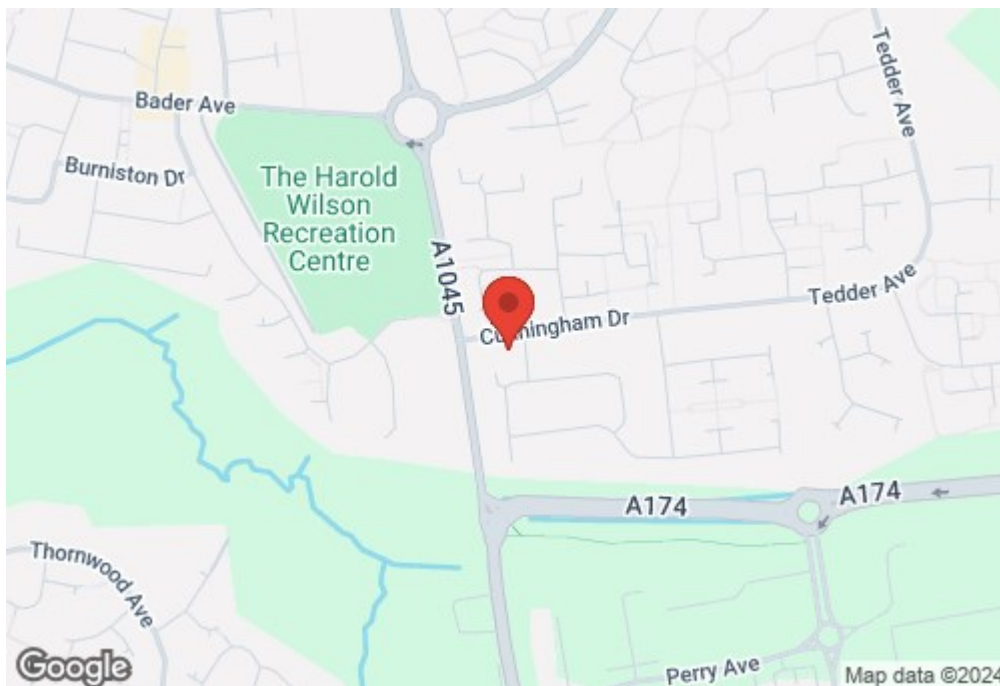 Tedder Ave
Bader Ave
Burniston Dr
The Harold
Wilson
Recreation
Centre
A1045
Cunningham Dr
Tedder Ave
A174
A174
Thornwood Ave
Perry Ave
Google
Map data ©2024